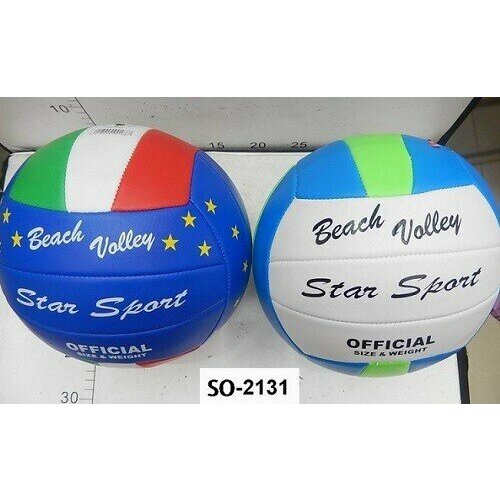 10
15
20
25
Beach Volley
Star Sport
OFFICIAL
SIZE & WEIGHT
Beach Volley
Star Sport
OFFICIAL
SIZE & WEIGHT
SO-2131
30